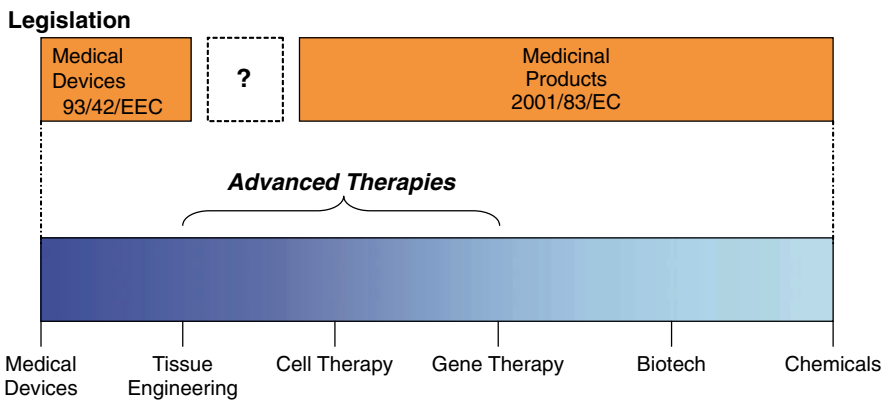 Legislation
Medical
Devices
93/42/EEC
?
Medicinal
Products
2001/83/EC
Advanced Therapies
Medical
Devices
Tissue
Engineering
Cell Therapy
Gene Therapy
Biotech
Chemicals